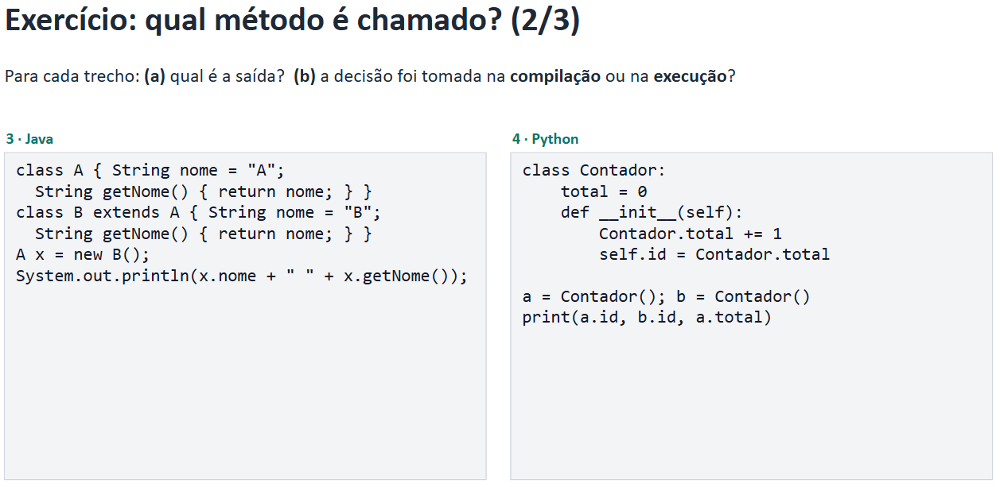 Exercício: qual método é chamado? (2/3)
Para cada trecho: (a) qual é a saída? (b) a decisão foi tomada na compilação ou na execução?
3 · Java
class A { String nome = "A";
  String getNome() { return nome; } }
class B extends A { String nome = "B";
  String getNome() { return nome; } }
A x = new B();
System.out.println(x.nome + " " + x.getNome());
4 · Python
class Contador:
    total = 0
    def __init__(self):
        Contador.total += 1
        self.id = Contador.total
a = Contador(); b = Contador()
print(a.id, b.id, a.total)